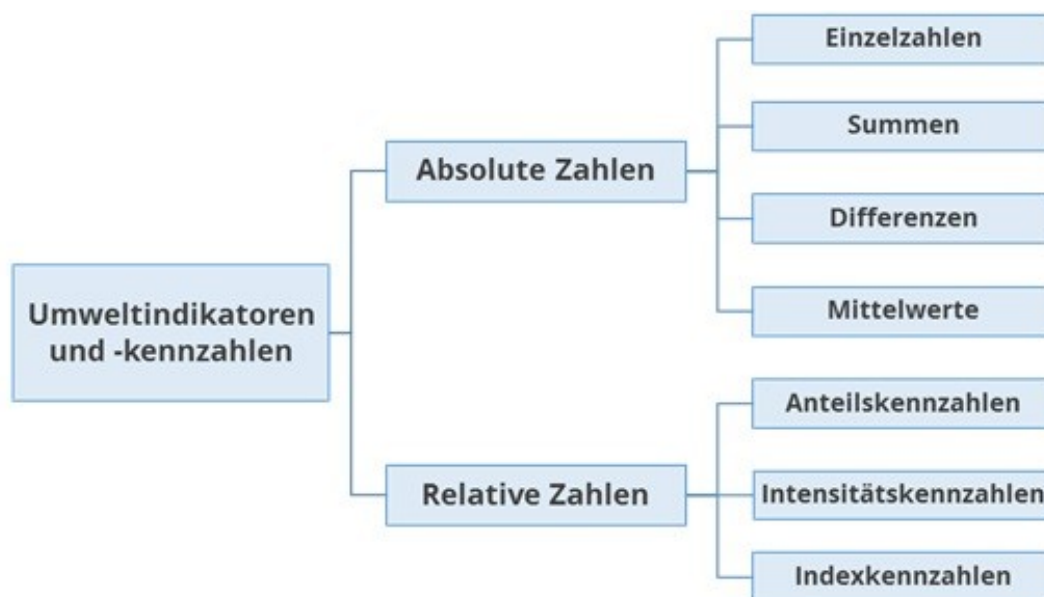 Umweltindikatoren
und -kennzahlen
Absolute Zahlen
Einzelzahlen
Summen
Differenzen
Mittelwerte
Relative Zahlen
Anteilskennzahlen
Intensitätskennzahlen
Indexkennzahlen